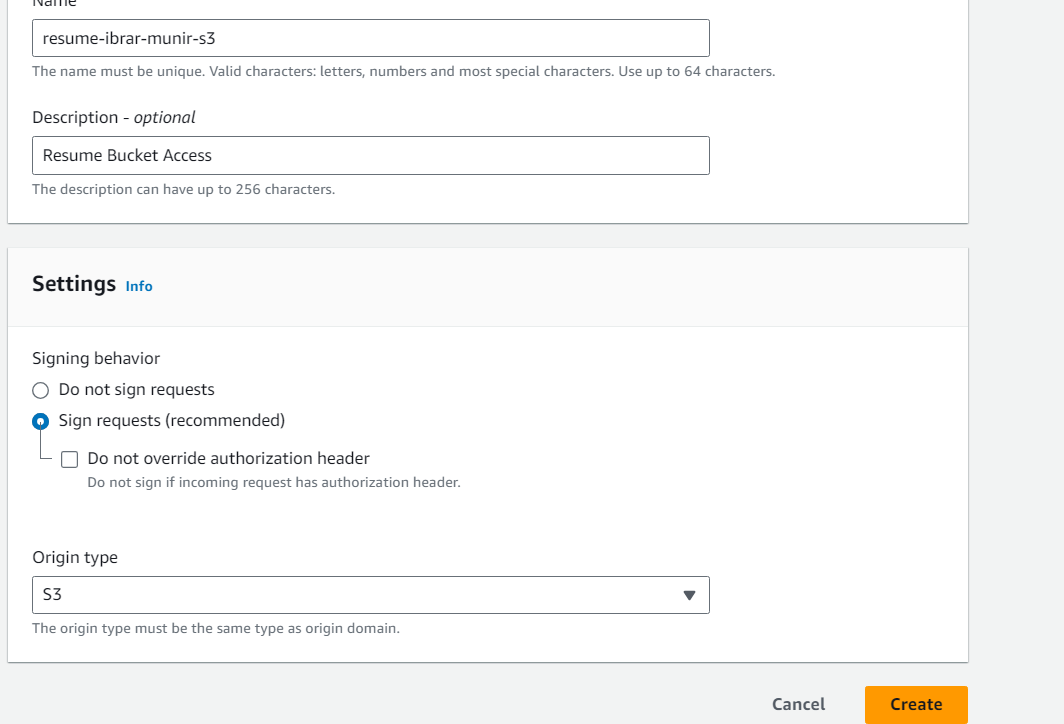 Name
resume-ibrar-munir-s3
The name must be unique. Valid characters: letters, numbers and most special characters. Use up to 64 characters.
Description - optional
Resume Bucket Access
The description can have up to 256 characters.
Settings Info
Signing behavior
Do not sign requests
Sign requests (recommended)
Do not override authorization header
Do not sign if incoming request has authorization header.
Origin type
S3
The origin type must be the same type as origin domain.
Cancel Create